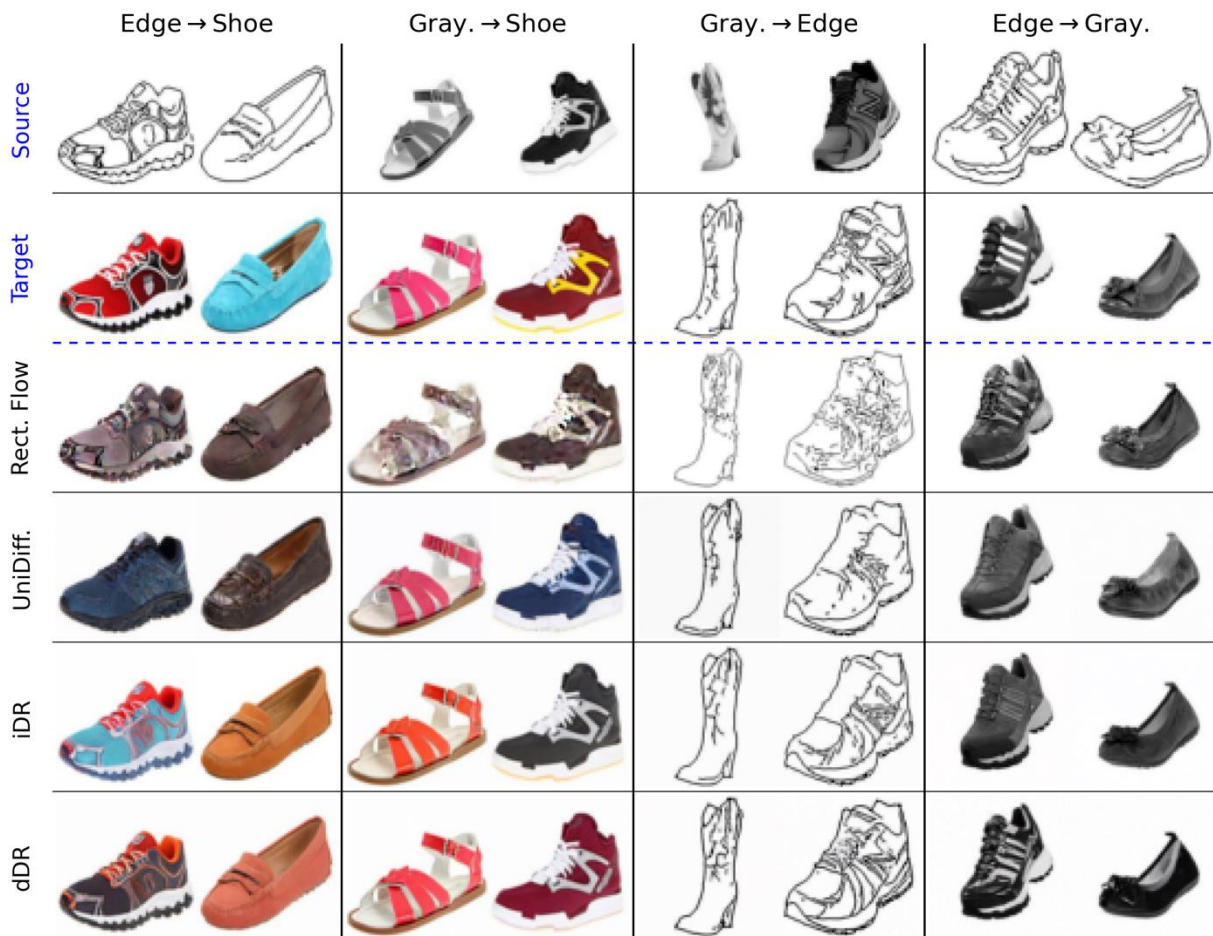 Edge → Shoe
Gray. → Shoe
Gray. → Edge
Edge → Gray.
Source
Target
Rect. Flow
UniDiff.
iDR
dDR